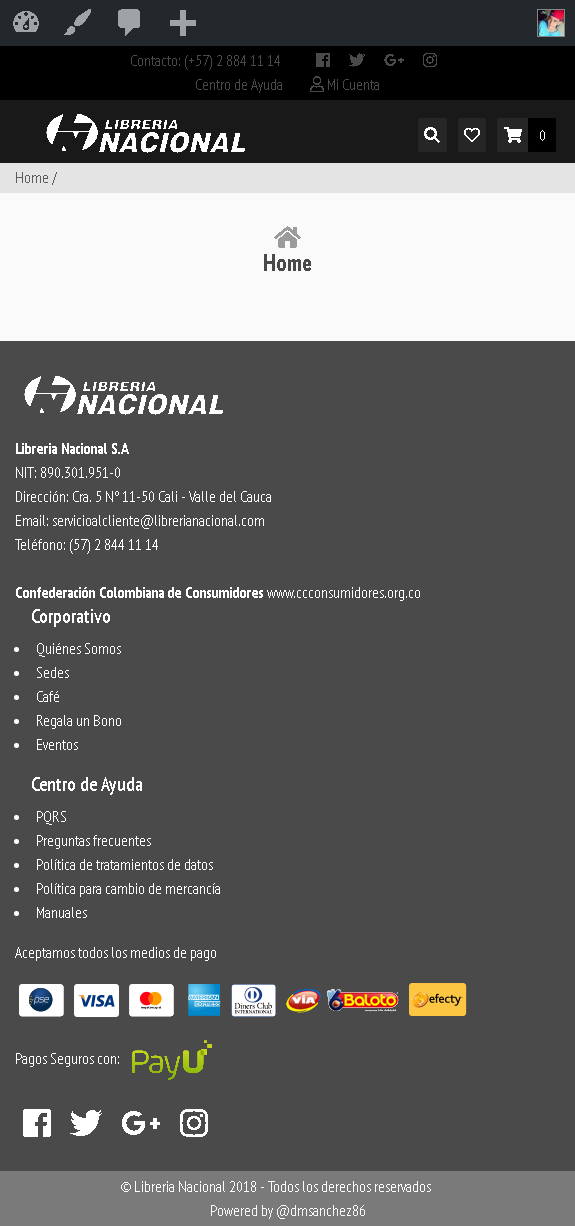 Contacto: (+57) 2 884 11 14
Centro de Ayuda Mi Cuenta
LIBRERIA
NACIONAL
0
Home /
Home
LIBRERIA
NACIONAL
Libreria Nacional S.A
NIT: 890.301.951-0
Dirección: Cra. 5 N° 11-50 Cali - Valle del Cauca
Email: servicioalcliente@librerianacional.com
Teléfono: (57) 2 844 11 14
Confederación Colombiana de Consumidores www.ccconsumidores.org.co
Corporativo
Quiénes Somos
Sedes
Café
Regala un Bono
Eventos
Centro de Ayuda
PQRS
Preguntas frecuentes
Política de tratamientos de datos
Política para cambio de mercancía
Manuales
Aceptamos todos los medios de pago
pse VISA mastercard AMERICAN EXPRESS Diners Club INTERNATIONAL VIA Baloto efecty
Pagos Seguros con: PayU
© Libreria Nacional 2018 - Todos los derechos reservados
Powered by @dmsanchez86